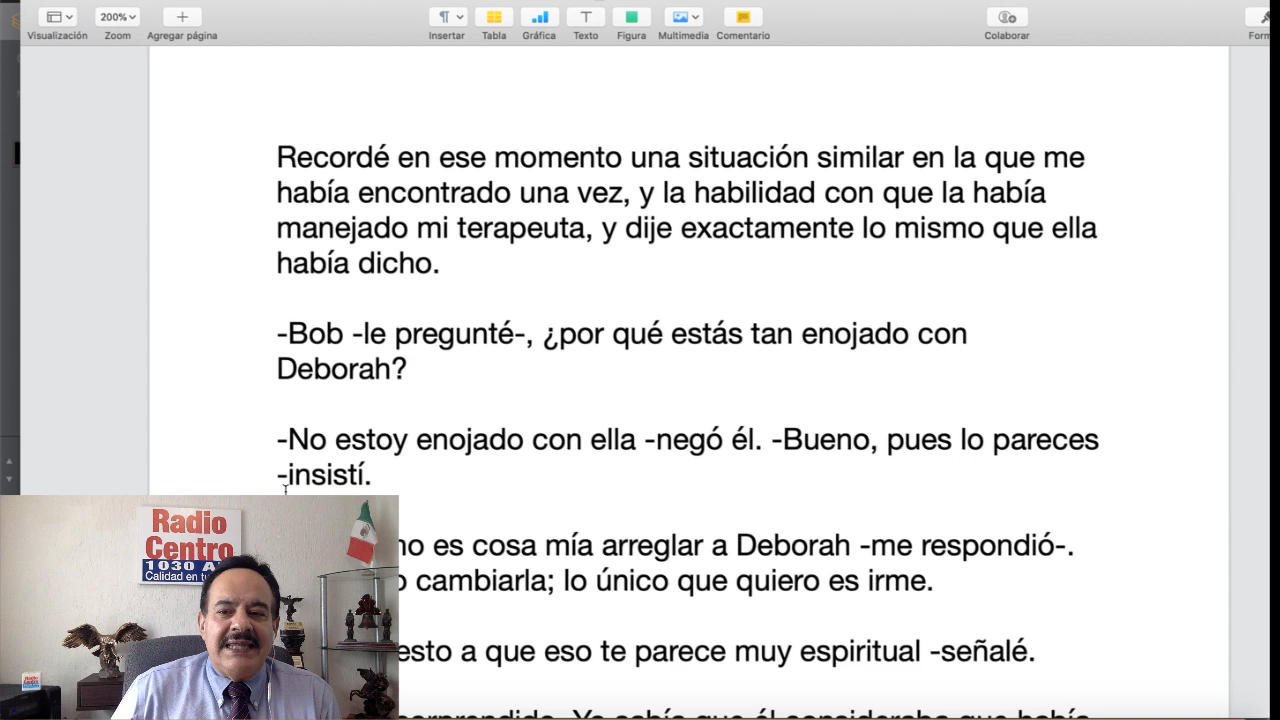 200%
Visualización
Zoom
Agregar página
Insertar
Tabla
Gráfica
Texto
Figura
Multimedia
Comentario
Colaborar
Recordé en ese momento una situación similar en la que me
había encontrado una vez, y la habilidad con que la había
manejado mi terapeuta, y dije exactamente lo mismo que ella
había dicho.
-Bob -le pregunté-, ¿por qué estás tan enojado con
Deborah?
-No estoy enojado con ella -negó él. -Bueno, pues lo pareces
-insistí.
no es cosa mía arreglar a Deborah -me respondió-.
cambiarla; lo único que quiero es irme.
esto a que eso te parece muy espiritual -señalé.
Radio
Centro
1030
Calidad en